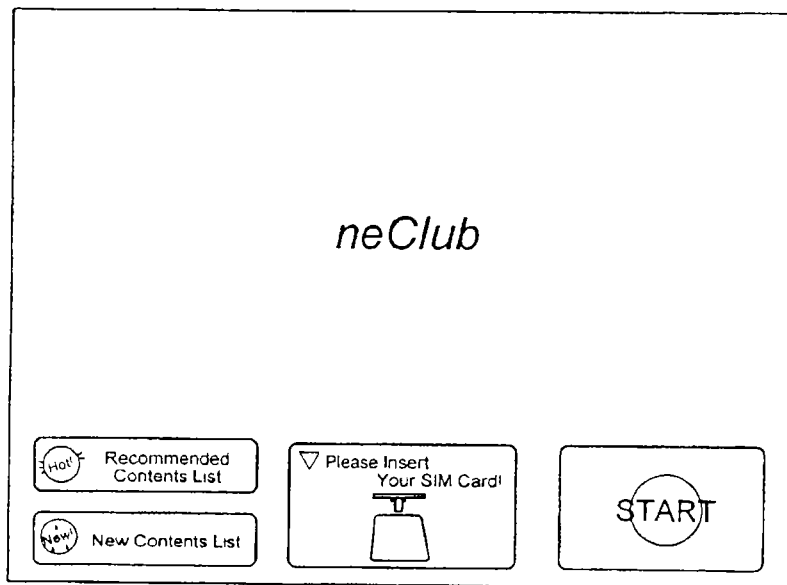 neClub
Hot!
Recommended
Contents List
New!
New Contents List
▽ Please Insert
Your SIM Card!
START